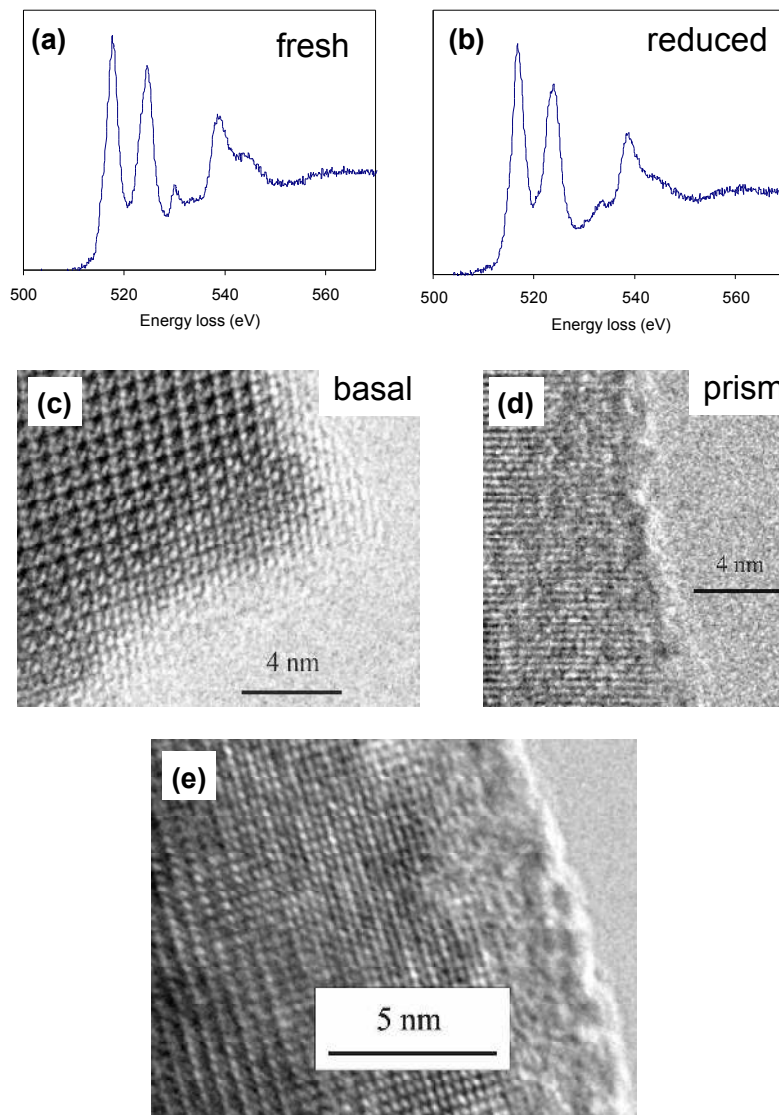 (a) fresh
500 520 540 560
Energy loss (eV)
(b) reduced
500 520 540 560
Energy loss (eV)
(c) basal
4 nm
(d) prism
4 nm
(e)
5 nm